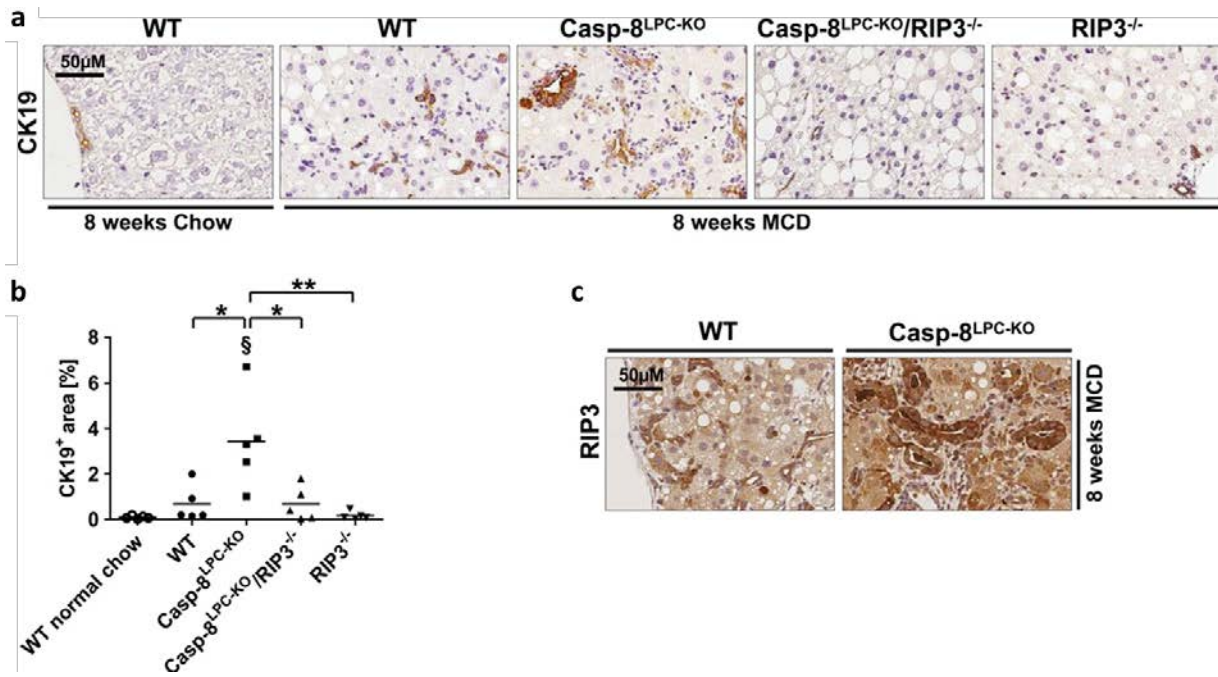 a
WT
WT
Casp-8LPC-KO
Casp-8LPC-KO/RIP3-/-
RIP3-/-
50µM
CK19
8 weeks Chow
8 weeks MCD
b
**
*
*
§
8
6
4
2
0
CK19+ area [%]
WT normal chow
WT
Casp-8LPC-KO
Casp-8LPC-KO/RIP3-/-
RIP3-/-
c
WT
Casp-8LPC-KO
50µM
RIP3
8 weeks MCD